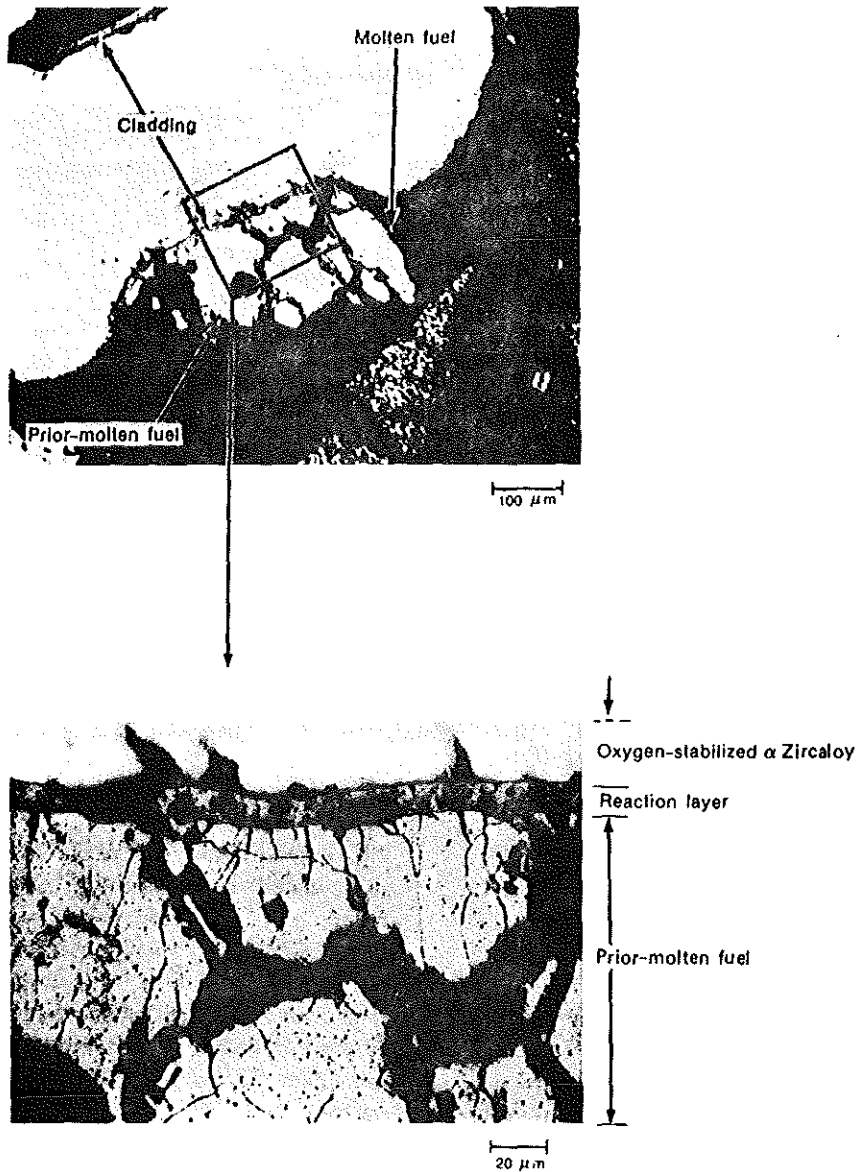 Molten fuel
Cladding
Prior-molten fuel
100 μm
Oxygen-stabilized α Zircaloy
Reaction layer
Prior-molten fuel
20 μm